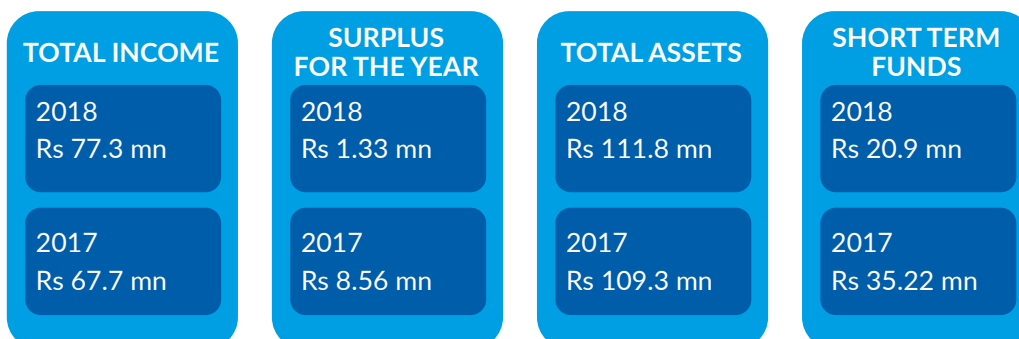 TOTAL INCOME
2018
Rs 77.3 mn
2017
Rs 67.7 mn
SURPLUS
FOR THE YEAR
2018
Rs 1.33 mn
2017
Rs 8.56 mn
TOTAL ASSETS
2018
Rs 111.8 mn
2017
Rs 109.3 mn
SHORT TERM
FUNDS
2018
Rs 20.9 mn
2017
Rs 35.22 mn